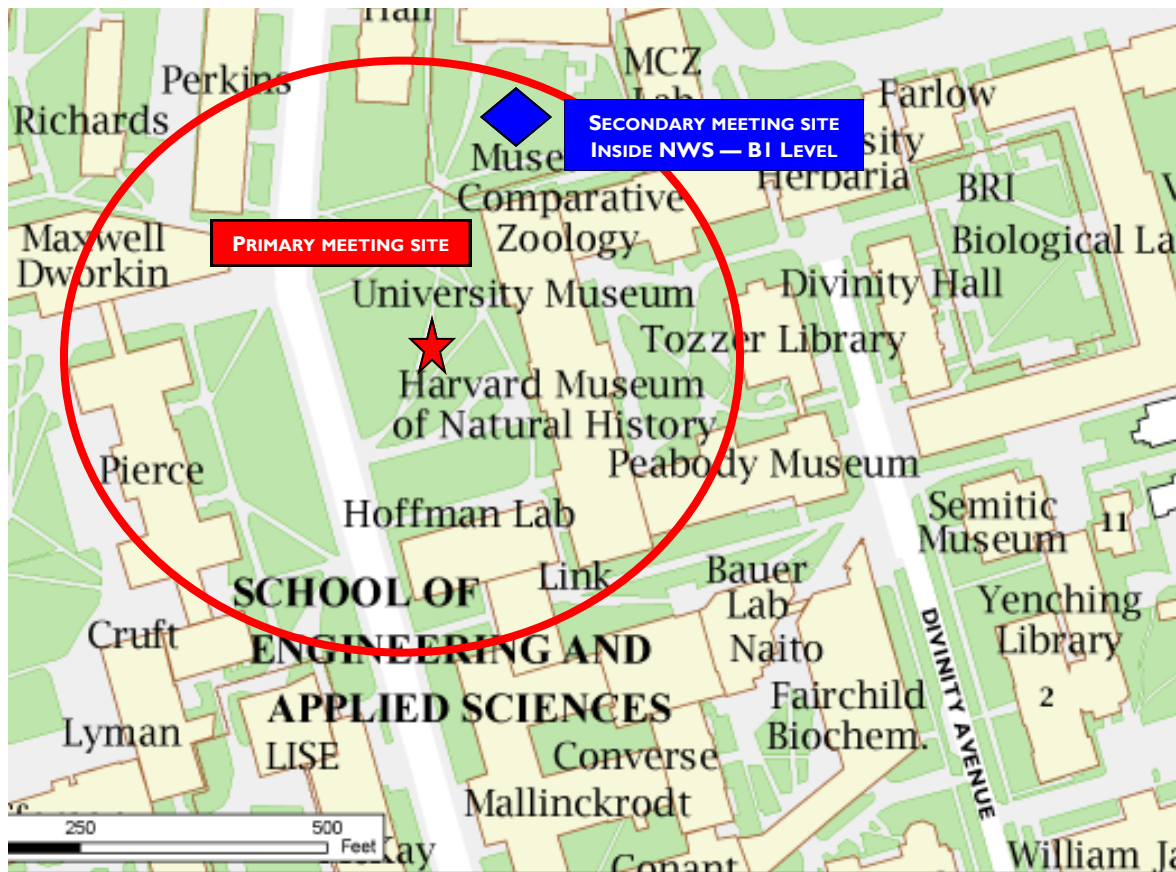 Hall
Perkins
Richards
MCZ
Lab
Farlow
SECONDARY MEETING SITE
INSIDE NWS — B1 LEVEL
Herbaria
Comparative
Zoology
BRI
PRIMARY MEETING SITE
Maxwell
Dworkin
Biological
University Museum
Divinity Hall
Tozzer Library
Harvard Museum
of Natural History
Pierce
Peabody Museum
Hoffman Lab
Semitic
Museum
11
Link
Bauer
Lab
Naito
SCHOOL OF
ENGINEERING AND
APPLIED SCIENCES
Cruft
Yenching
Library
2
DIVINITY AVENUE
Fairchild
Biochem.
Lyman
LISE
Converse
Mallinckrodt
250
500
Feet
Conant
William